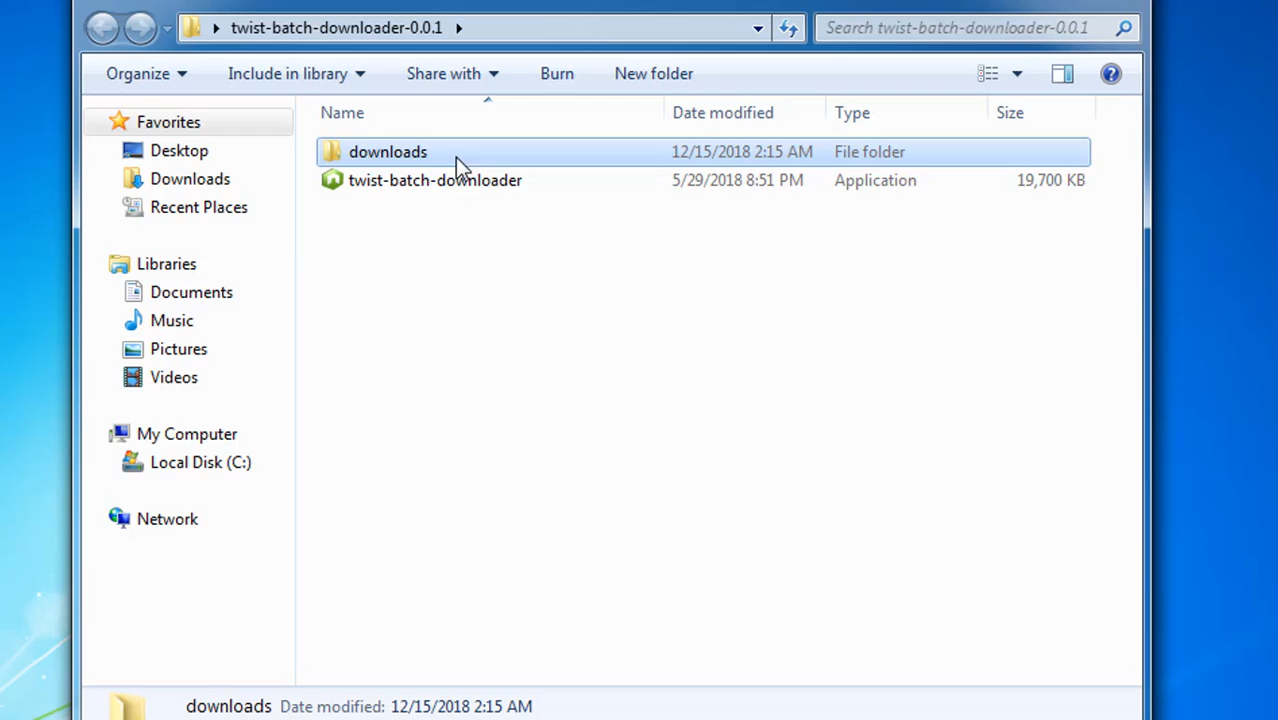 twist-batch-downloader-0.0.1
Search twist-batch-downloader-0.0.1
Organize Include in library Share with Burn New folder
Name Date modified Type Size
Favorites
Desktop
Downloads
Recent Places
Libraries
Documents
Music
Pictures
Videos
My Computer
Local Disk (C:)
Network
downloads 12/15/2018 2:15 AM File folder
twist-batch-downloader 5/29/2018 8:51 PM Application 19,700 KB
downloads Date modified: 12/15/2018 2:15 AM